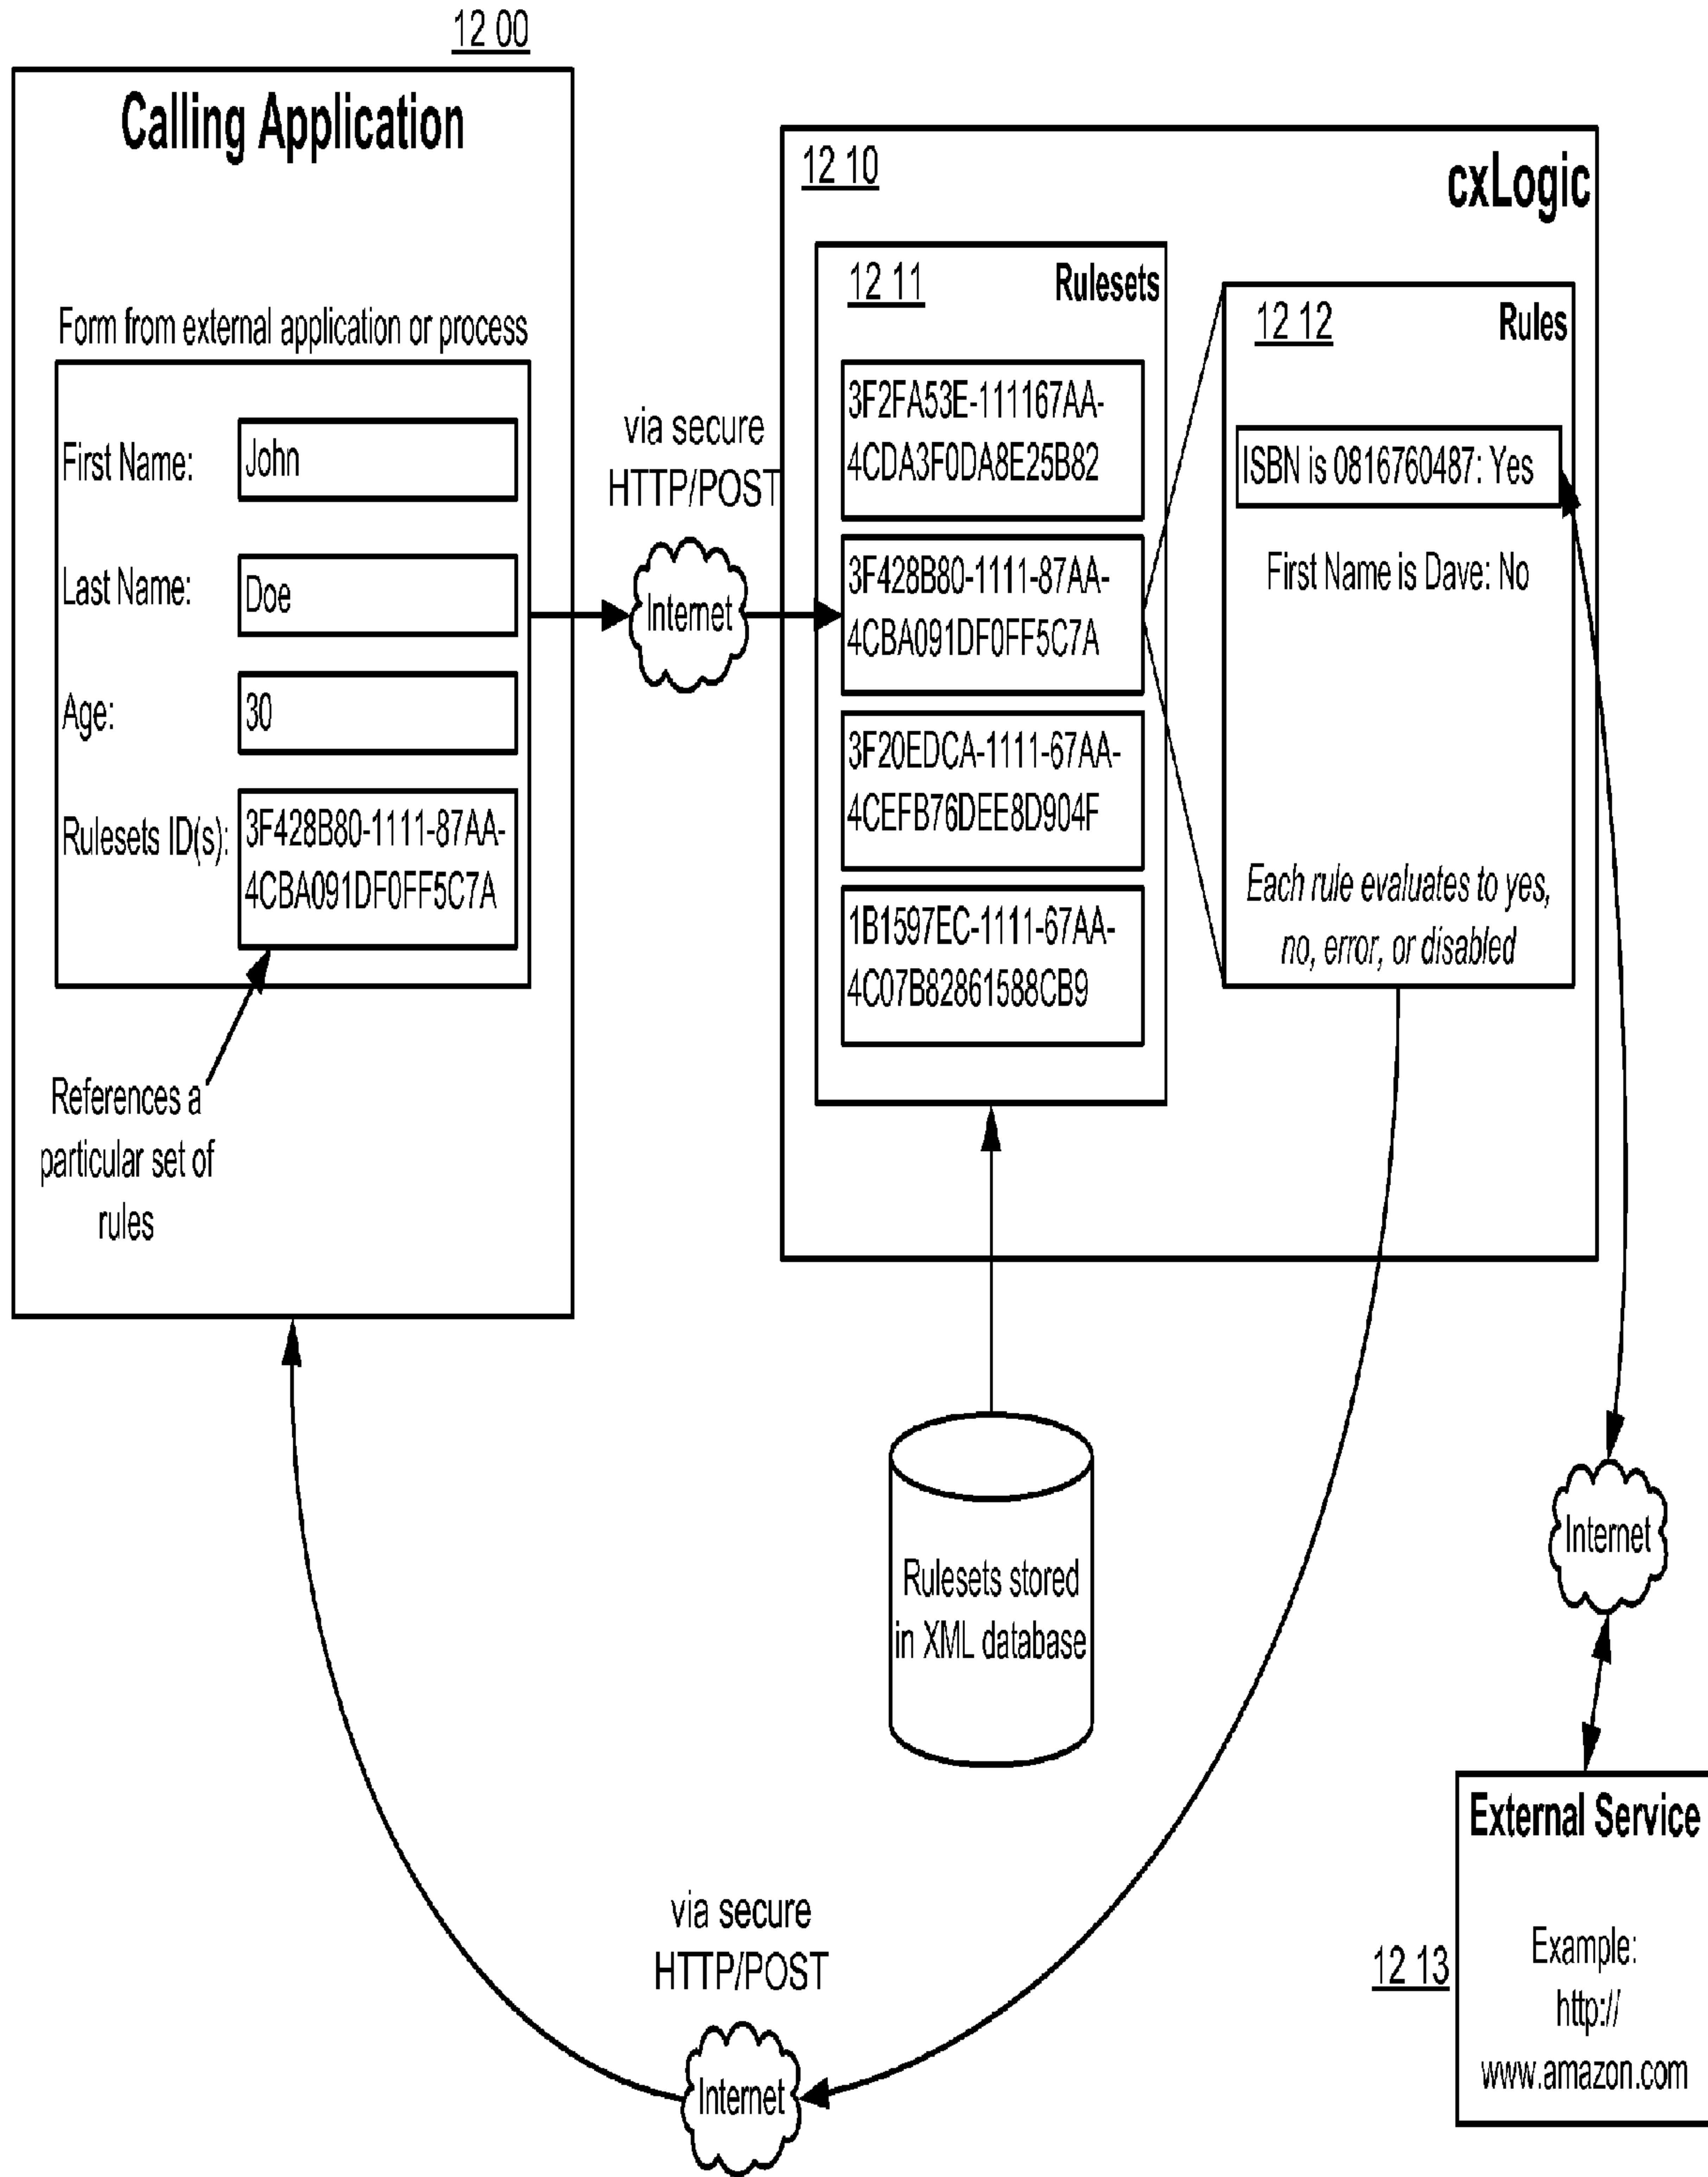 12 00
Calling Application
Form from external application or process
First Name:
John
Last Name:
Doe
Age:
30
Rulesets ID(s):
3F428B80-1111-87AA-
4CBA091DF0FF5C7A
References a
particular set of
rules
via secure
HTTP/POST
Internet
12 10
cxLogic
12 11
Rulesets
3F2FA53E-111167AA-
4CDA3F0DA8E25B82
3F428B80-1111-87AA-
4CBA091DF0FF5C7A
3F20EDCA-1111-67AA-
4CEFB76DEE8D904F
1B1597EC-1111-67AA-
4C07B82861588CB9
12 12
Rules
ISBN is 0816760487: Yes
First Name is Dave: No
Each rule evaluates to yes,
no, error, or disabled
Rulesets stored
in XML database
Internet
via secure
HTTP/POST
Internet
12 13
External Service
Example:
http://
www.amazon.com